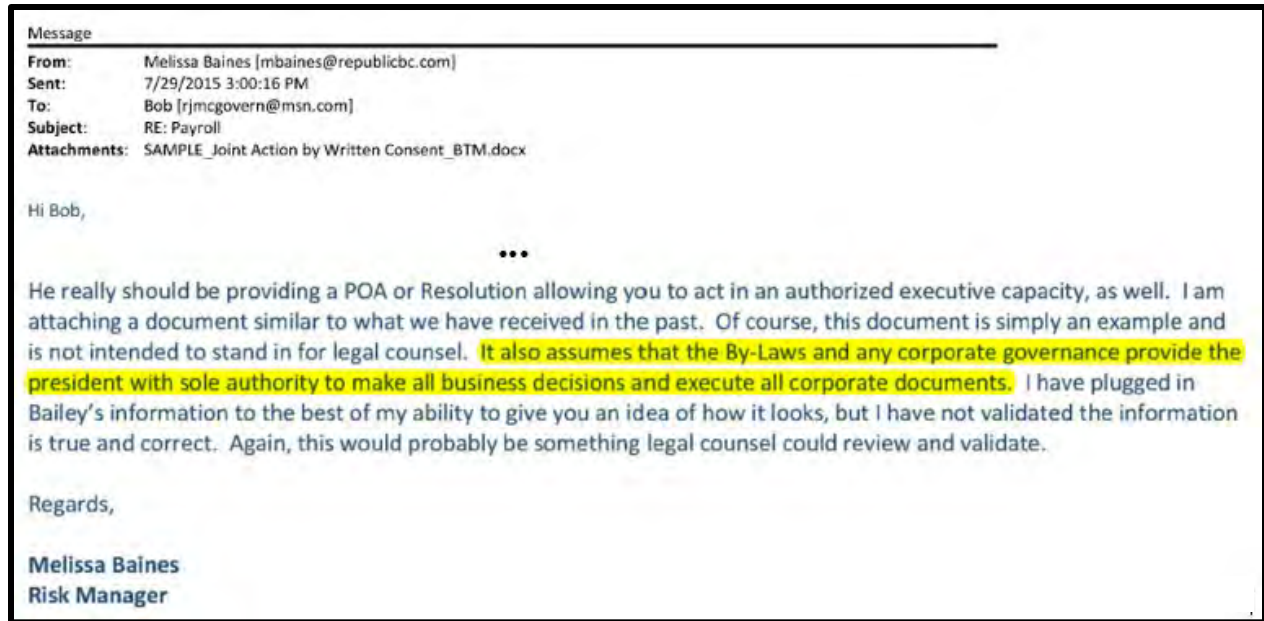 Message
From: Melissa Baines [mbaines@republicbc.com]
Sent: 7/29/2015 3:00:16 PM
To: Bob [rjmcgovern@msn.com]
Subject: RE: Payroll
Attachments: SAMPLE_Joint Action by Written Consent_BTM.docx
Hi Bob,
•••
He really should be providing a POA or Resolution allowing you to act in an authorized executive capacity, as well. I am
attaching a document similar to what we have received in the past. Of course, this document is simply an example and
is not intended to stand in for legal counsel. It also assumes that the By-Laws and any corporate governance provide the
president with sole authority to make all business decisions and execute all corporate documents. I have plugged in
Bailey's information to the best of my ability to give you an idea of how it looks, but I have not validated the information
is true and correct. Again, this would probably be something legal counsel could review and validate.
Regards,
Melissa Baines
Risk Manager